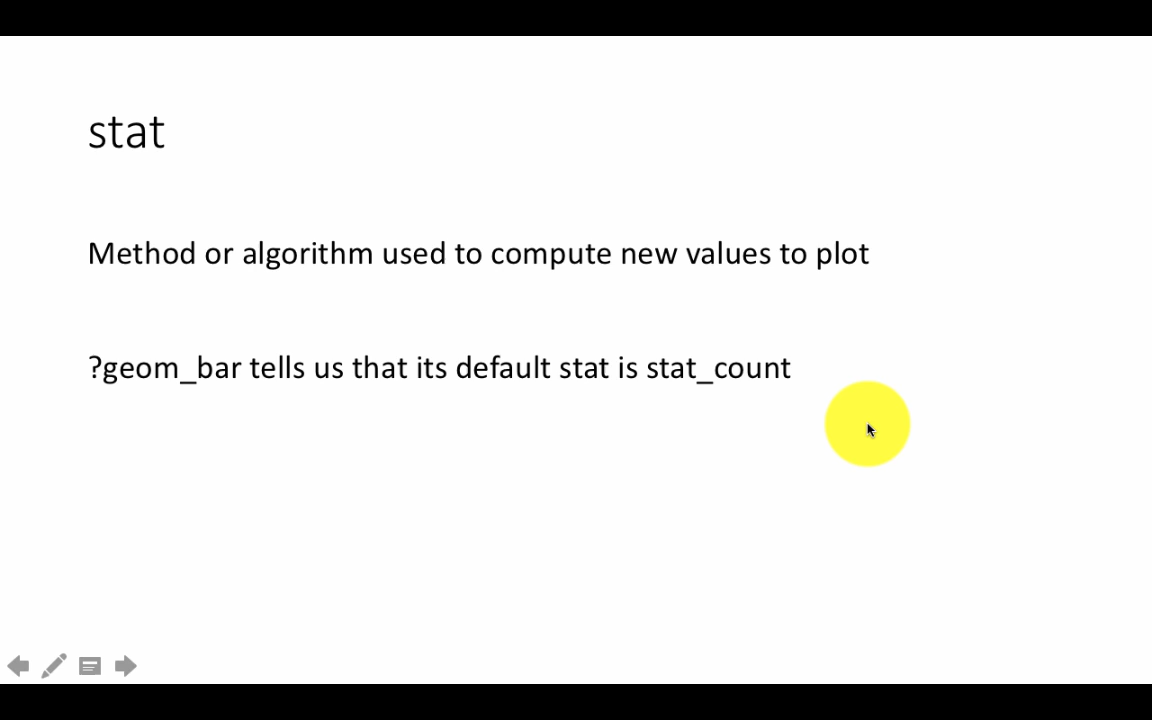 stat
Method or algorithm used to compute new values to plot
?geom_bar tells us that its default stat is stat_count